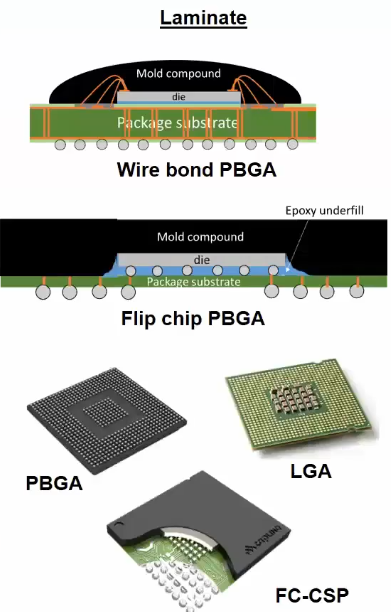 Laminate
Mold compound
die
Package substrate
Wire bond PBGA
Epoxy underfill
Mold compound
die
Package substrate
Flip chip PBGA
PBGA
LGA
FC-CSP